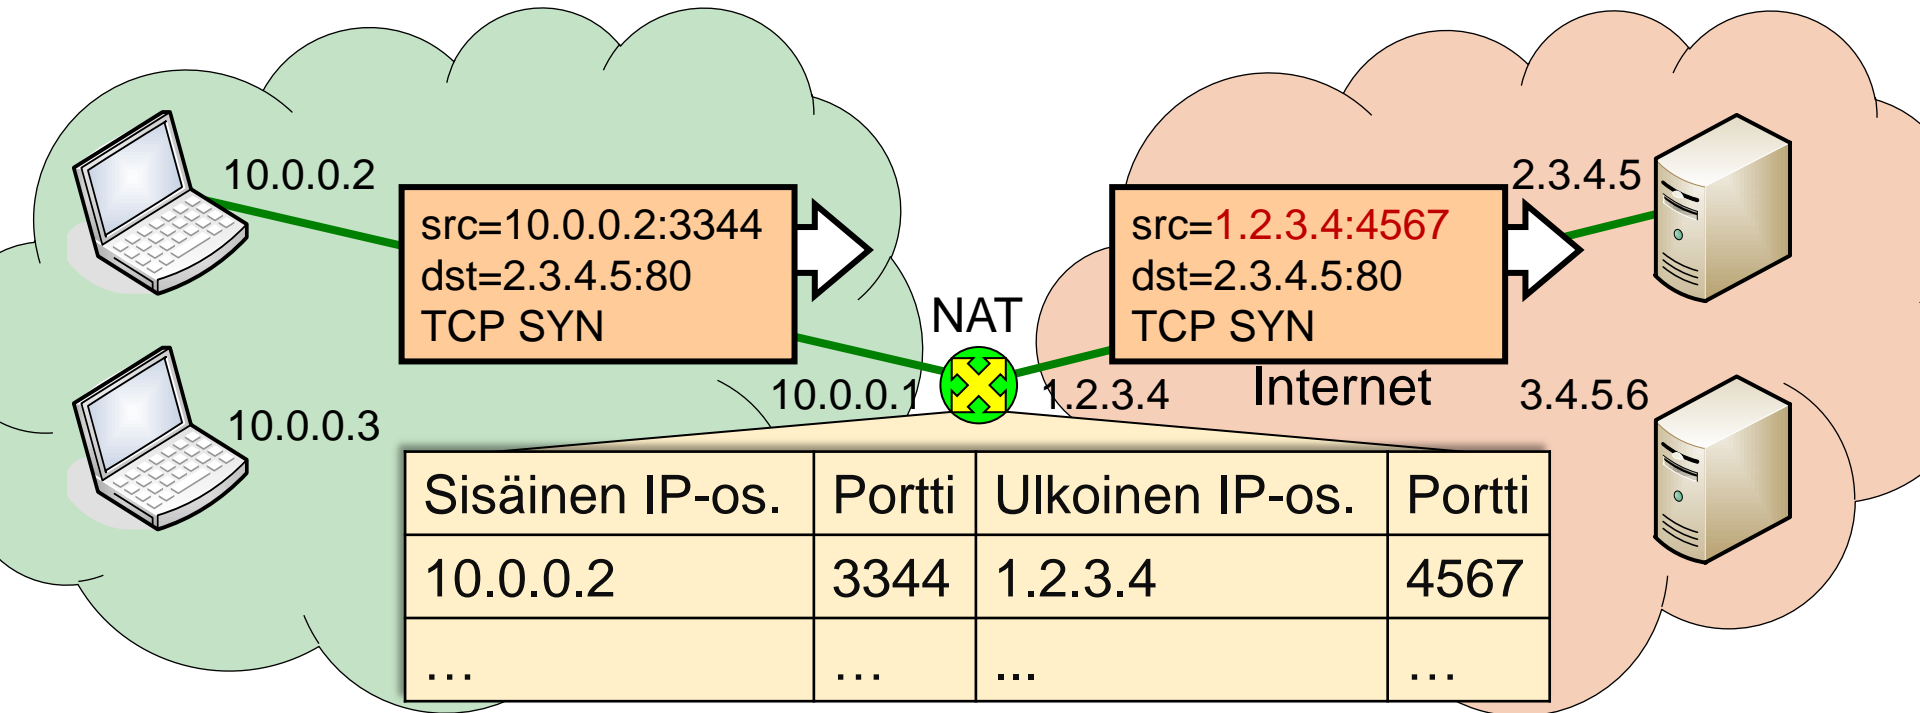 10.0.0.2
src=10.0.0.2:3344
dst=2.3.4.5:80
TCP SYN
src=1.2.3.4:4567
dst=2.3.4.5:80
TCP SYN
2.3.4.5
NAT
10.0.0.1
1.2.3.4
Internet
3.4.5.6
10.0.0.3
Sisäinen IP-os. Portti Ulkoinen IP-os. Portti
10.0.0.2 3344 1.2.3.4 4567
… … ... …